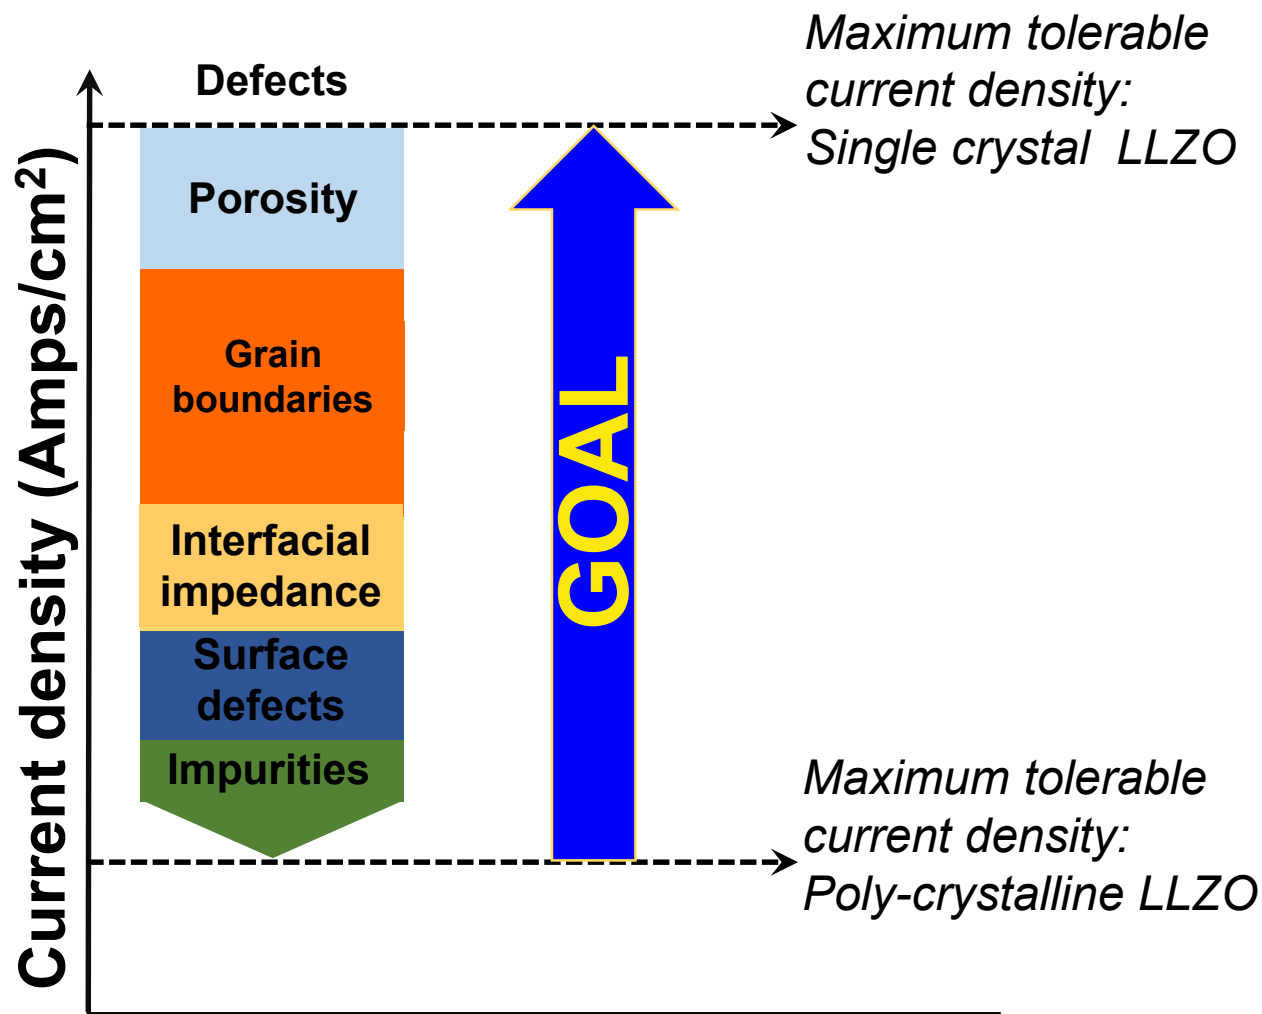 Maximum tolerable
current density:
Single crystal LLZO
Defects
Current density (Amps/cm²)
Porosity
Grain
boundaries
Interfacial
impedance
Surface
defects
Impurities
GOAL
Maximum tolerable
current density:
Poly-crystalline LLZO